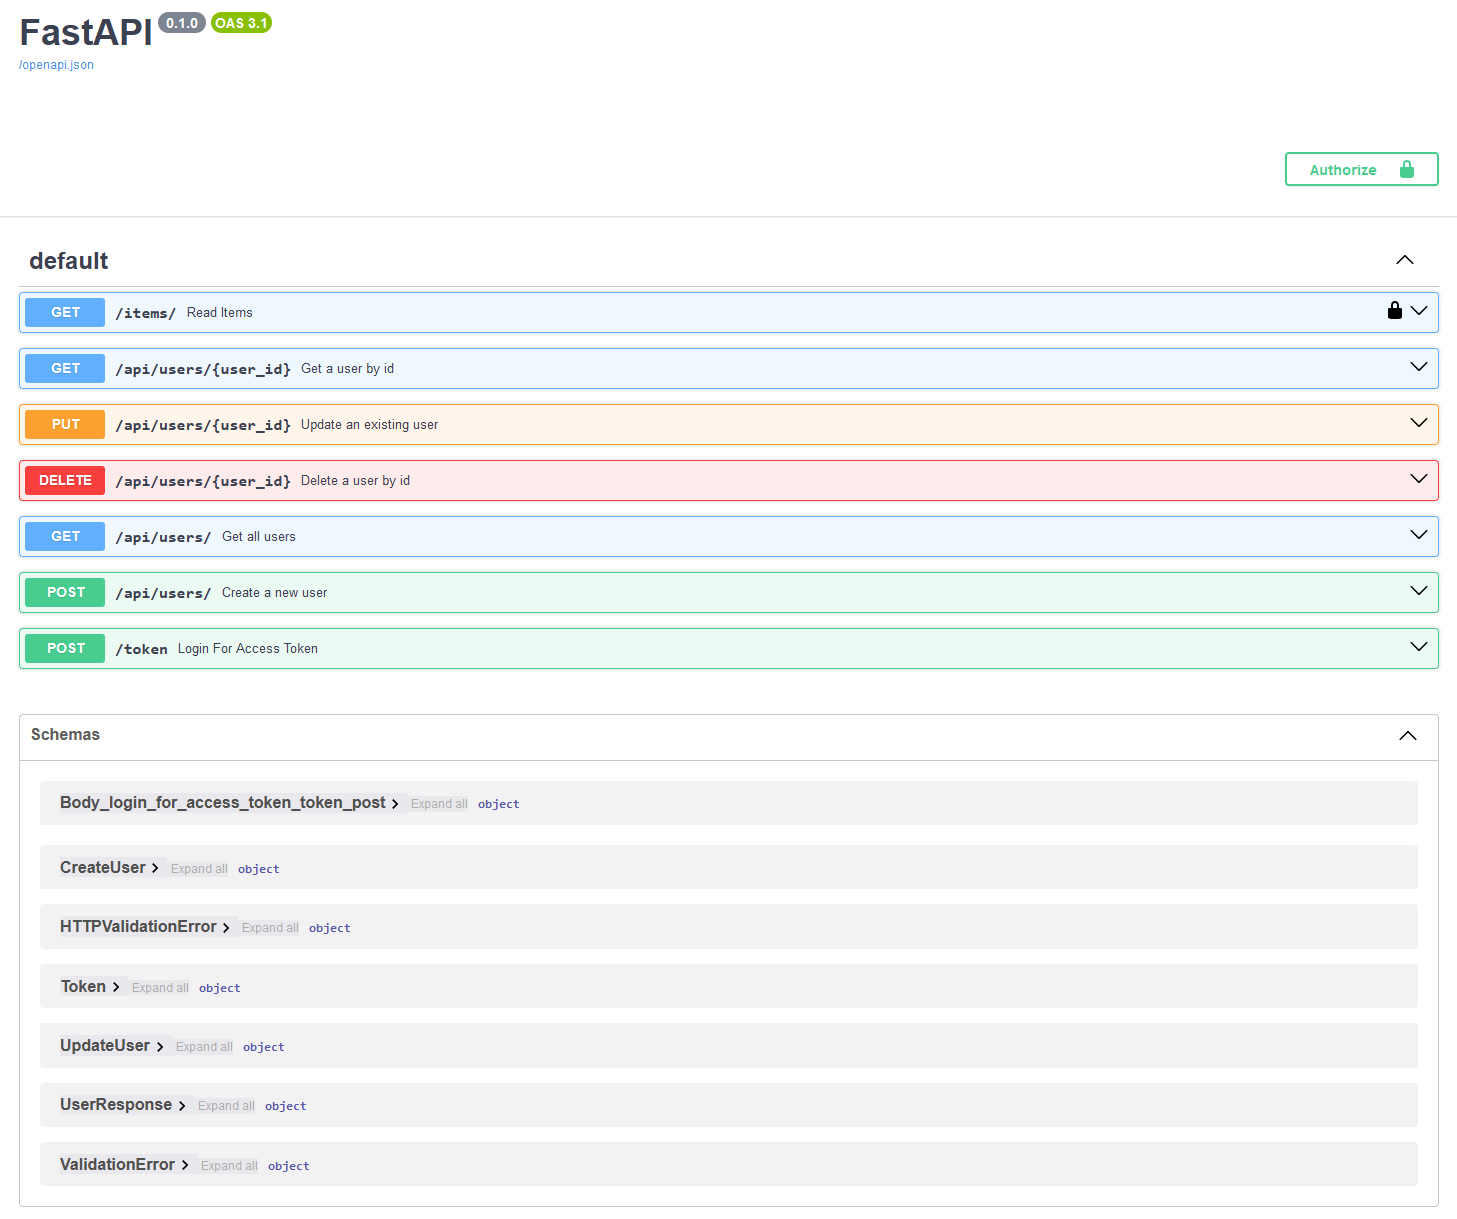 FastAPI 0.1.0 OAS 3.1
/openapi.json
Authorize
default
GET /items/ Read Items
GET /api/users/{user_id} Get a user by id
PUT /api/users/{user_id} Update an existing user
DELETE /api/users/{user_id} Delete a user by id
GET /api/users/ Get all users
POST /api/users/ Create a new user
POST /token Login For Access Token
Schemas
Body_login_for_access_token_token_post Expand all object
CreateUser Expand all object
HTTPValidationError Expand all object
Token Expand all object
UpdateUser Expand all object
UserResponse Expand all object
ValidationError Expand all object